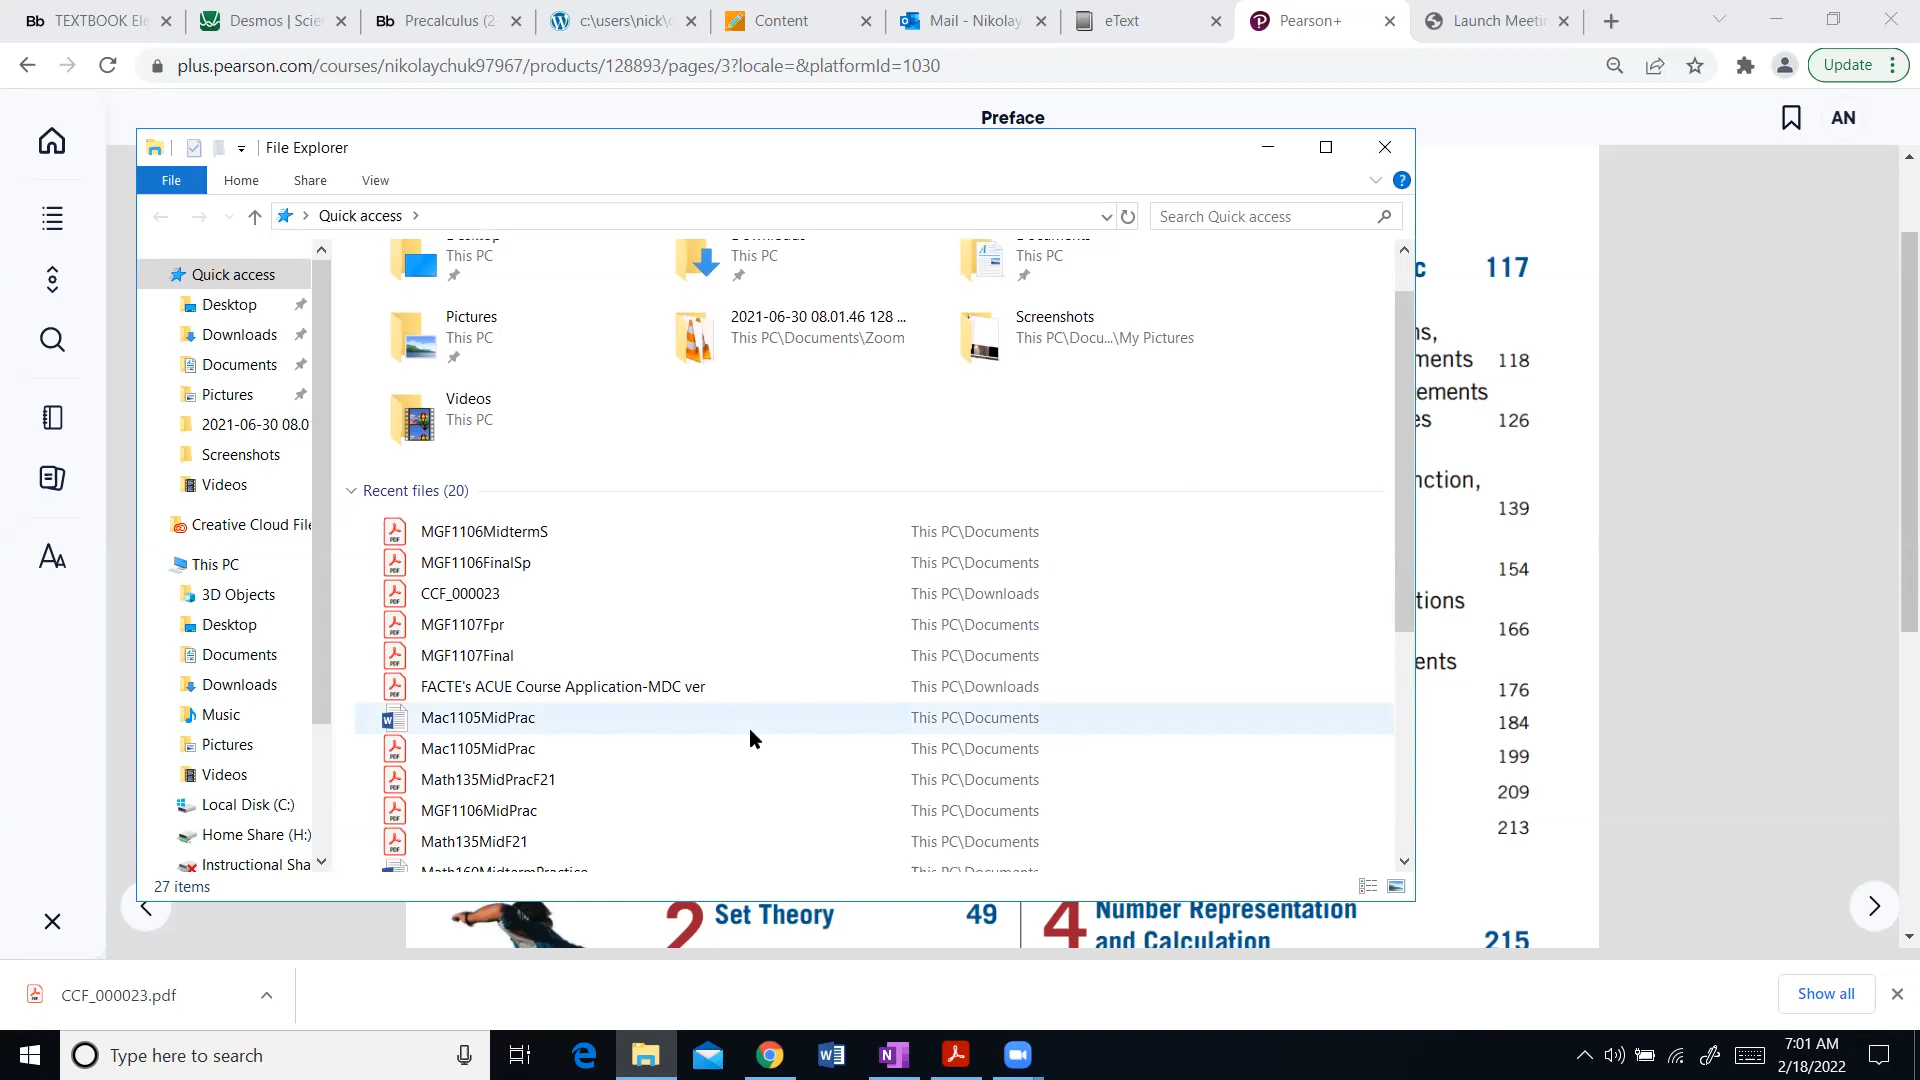 Bb TEXTBOOK Ele
Desmos | Scie
Bb Precalculus (2-
c:\users\nick\c
Content
Mail - Nikolay
eText
Pearson+
Launch Meeti
plus.pearson.com/courses/nikolaychuk97967/products/128893/pages/3?locale=&platformId=1030
Update
Preface
AN
File Explorer
File
Home
Share
View
Quick access
Search Quick access
Quick access
Desktop
Downloads
Documents
Pictures
2021-06-30 08.0
Screenshots
Videos
Creative Cloud File
This PC
3D Objects
Desktop
Documents
Downloads
Music
Pictures
Videos
Local Disk (C:)
Home Share (H:)
Instructional Sha
This PC
This PC
This PC
Pictures
This PC
2021-06-30 08.01.46 128 ...
This PC\Documents\Zoom
Screenshots
This PC\Docu...\My Pictures
Videos
This PC
Recent files (20)
MGF1106MidtermS This PC\Documents
MGF1106FinalSp This PC\Documents
CCF_000023 This PC\Downloads
MGF1107Fpr This PC\Documents
MGF1107Final This PC\Documents
FACTE's ACUE Course Application-MDC ver This PC\Downloads
Mac1105MidPrac This PC\Documents
Mac1105MidPrac This PC\Documents
Math135MidPracF21 This PC\Documents
MGF1106MidPrac This PC\Documents
Math135MidF21 This PC\Documents
Math160MidtermPractice This PC\Documents
27 items
c 117
ns,
ments 118
ements
es 126
nction,
139
154
tions
166
ents
176
184
199
209
213
2 Set Theory 49
4 Number Representation
and Calculation 215
CCF_000023.pdf
Show all
Type here to search
7:01 AM
2/18/2022